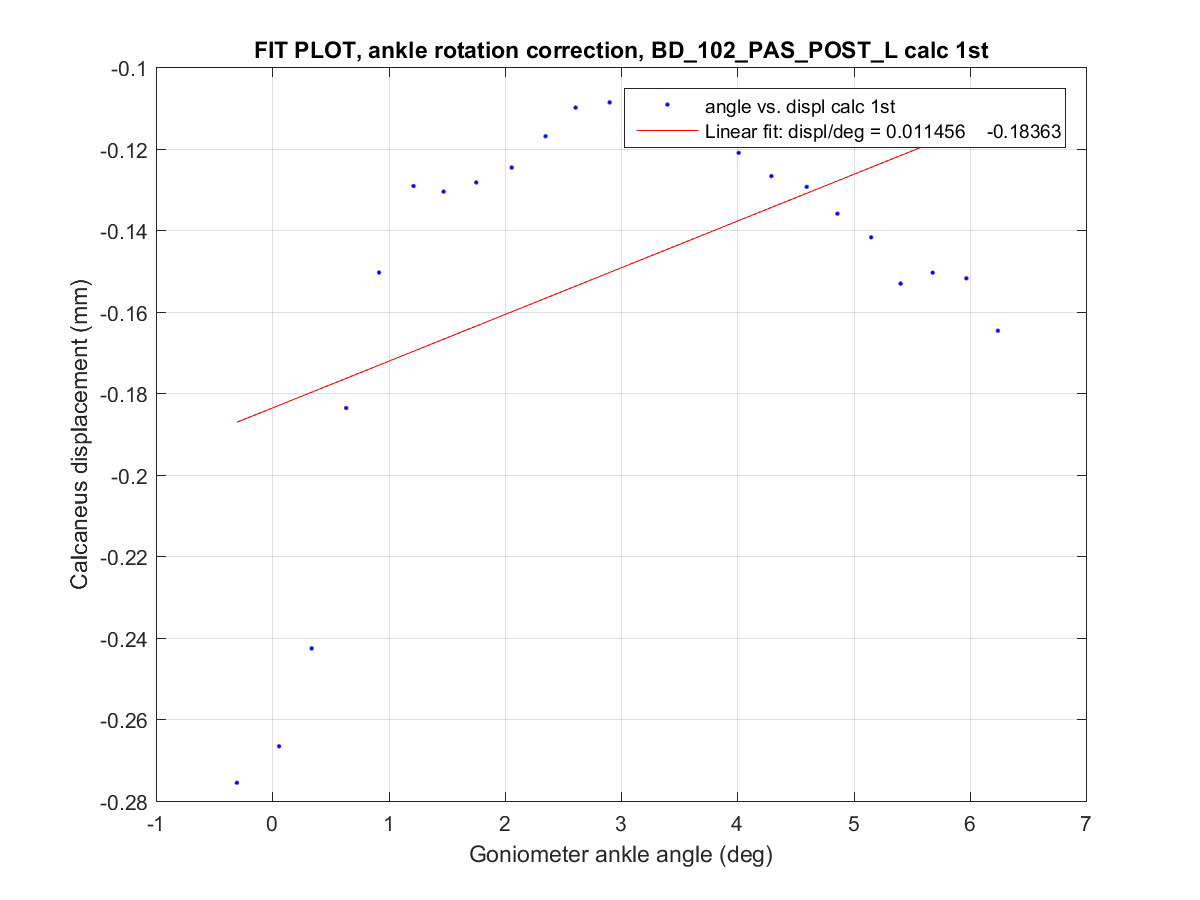 FIT PLOT, ankle rotation correction, BD_102_PAS_POST_L calc 1st
-0.1
angle vs. displ calc 1st
Linear fit: displ/deg = 0.011456 -0.18363
-0.12
-0.14
-0.16
-0.18
-0.2
-0.22
-0.24
-0.26
-0.28
Calcaneus displacement (mm)
-1 0 1 2 3 4 5 6 7
Goniometer ankle angle (deg)